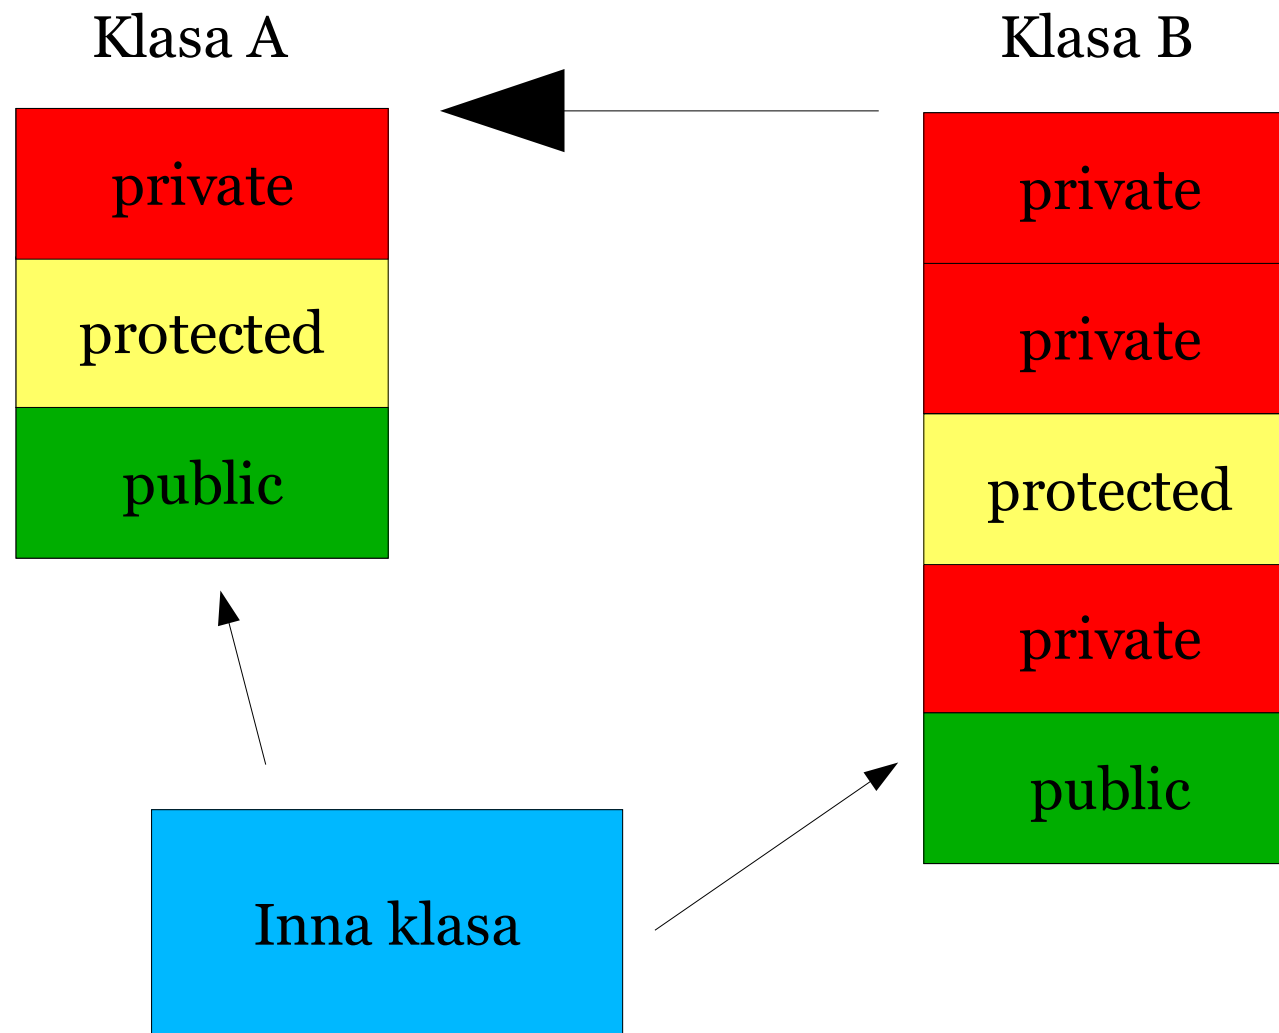 Klasa A
private
protected
public
Klasa B
private
private
protected
private
public
Inna klasa